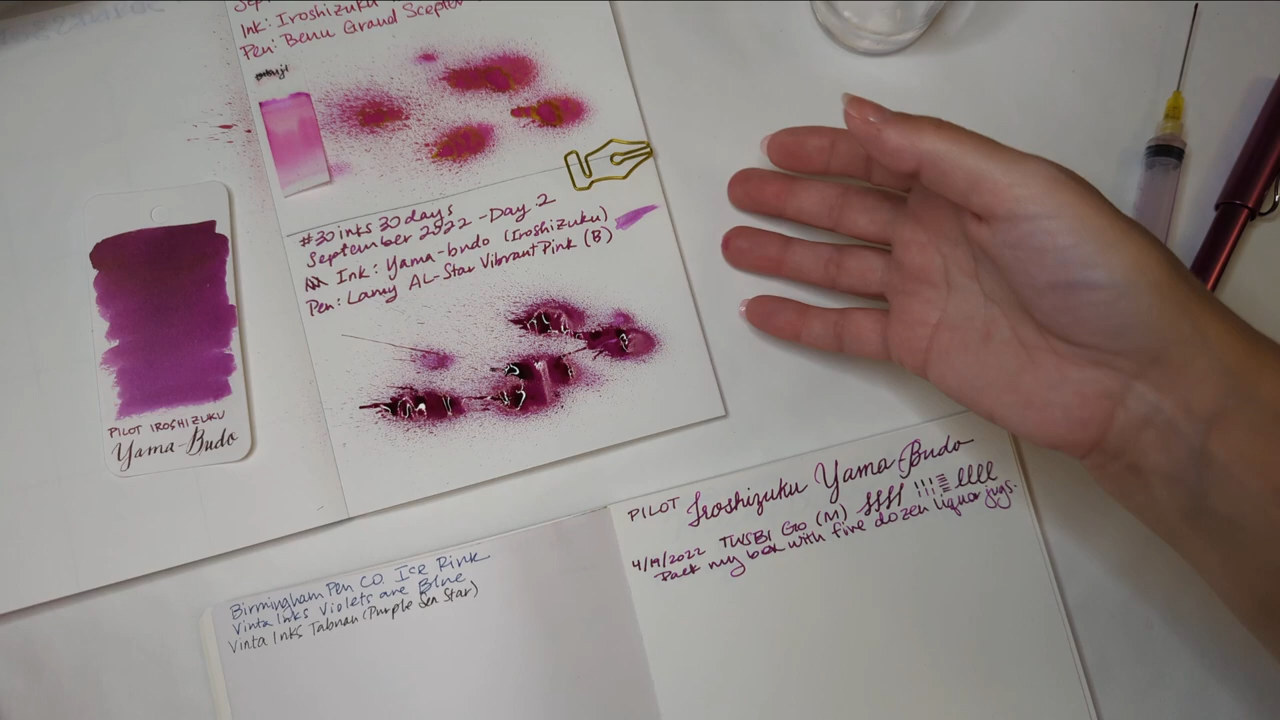 Ink: Iroshizuku
Pen: Benu Grand Scepter
#30inks30days
September 2022 - Day 2
Ink: Yama-budo (Iroshizuku)
Pen: Lamy AL-Star Vibrant Pink (B)
PILOT IROSHIZUKU
Yama-Budo
PILOT Iroshizuku Yama-Budo
4/19/2022 TWSBI Go (M)
Pack my box with five dozen liquor jugs.
Birmingham Pen Co. Ice Rink
Vinta Inks Violets are Blue
Vinta Inks Tabnan (Purple Sea Star)